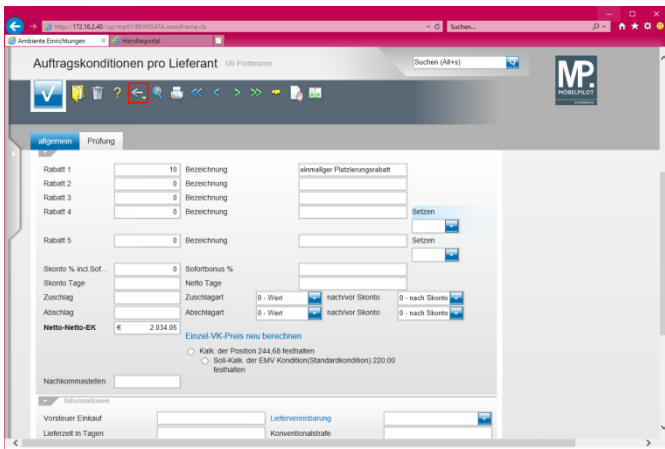 http://172.16.2.40/csp/mp61/BEWIDATA.mainframe.cls
Suchen...
Ambiente Einrichtungen
Händlerportal
Auftragskonditionen pro Lieferant Uli Flottmann
Suchen (Alt+s)
MP.
MÖBELPILOT
allgemein Prüfung
Rabatt 1 10 Bezeichnung einmaliger Platzierungsrabatt
Rabatt 2 0 Bezeichnung
Rabatt 3 0 Bezeichnung
Rabatt 4 0 Bezeichnung Setzen
Rabatt 5 0 Bezeichnung Setzen
Skonto % incl.Sof... 0 Sofortbonus %
Skonto Tage Netto Tage
Zuschlag Zuschlagart 0 - Wert nach/vor Skonto 0 - nach Skonto
Abschlag Abschlagart 0 - Wert nach/vor Skonto 0 - nach Skonto
Netto-Netto-EK € 2.034,05
Einzel-VK-Preis neu berechnen
Kalk. der Position 244,68 festhalten
Soll-Kalk. der EMV Kondition(Standardkondition) 220,00
festhalten
Nachkommastellen
Informationen
Vorsteuer Einkauf Liefervereinbarung
Lieferzeit in Tagen Konventionalstrafe